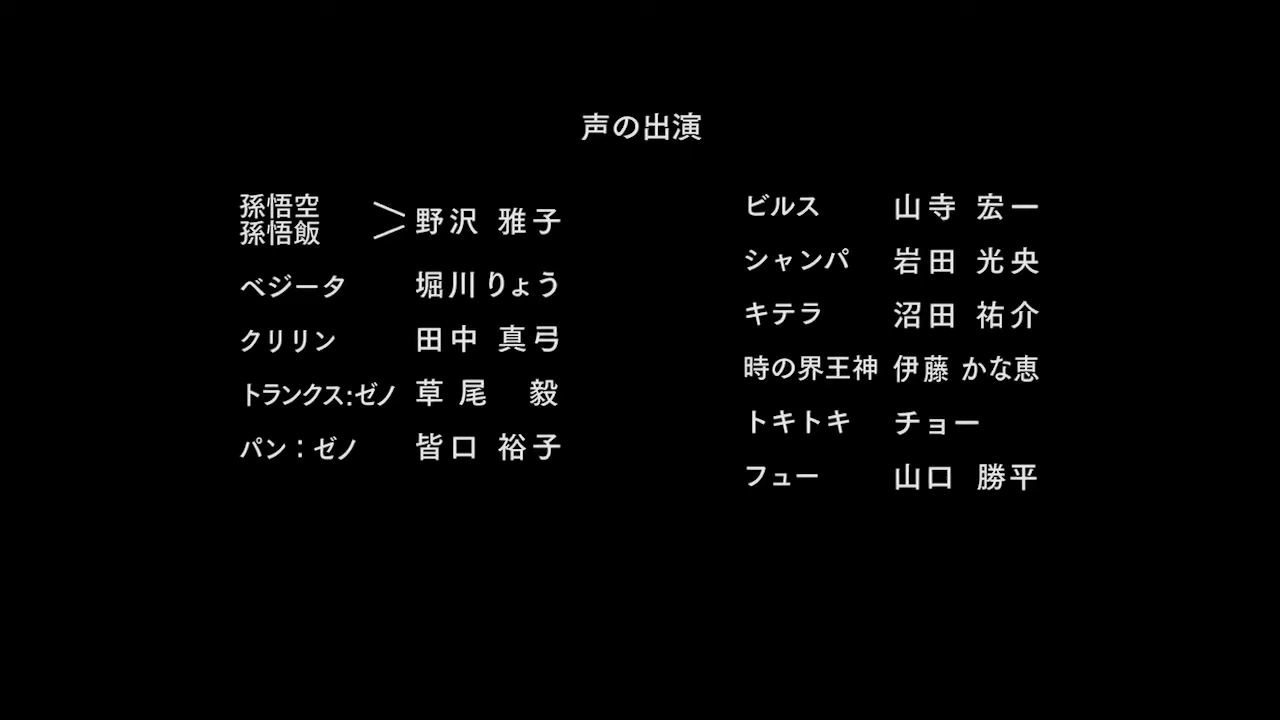 声の出演
孫悟空
孫悟飯
野沢 雅子
ベジータ 堀川りょう
クリリン 田中 真弓
トランクス:ゼノ 草尾 毅
パン：ゼノ 皆口 裕子
ビルス 山寺 宏一
シャンパ 岩田 光央
キテラ 沼田 祐介
時の界王神 伊藤 かな恵
トキトキ チョー
フュー 山口 勝平